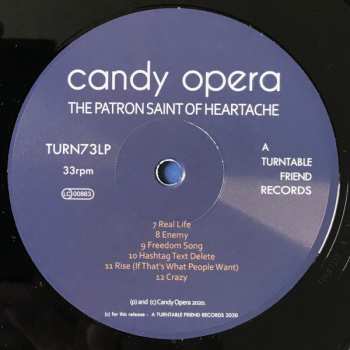 candy opera
THE PATRON SAINT OF HEARTACHE
TURN73LP
33rpm
LC 00863
A
TURNTABLE
FRIEND
RECORDS
7 Real Life
8 Enemy
9 Freedom Song
10 Hashtag Text Delete
11 Rise (If That's What People Want)
12 Crazy
(p) and (c) Candy Opera 2020.
(c) for this release - A TURNTABLE FRIEND RECORDS 2020